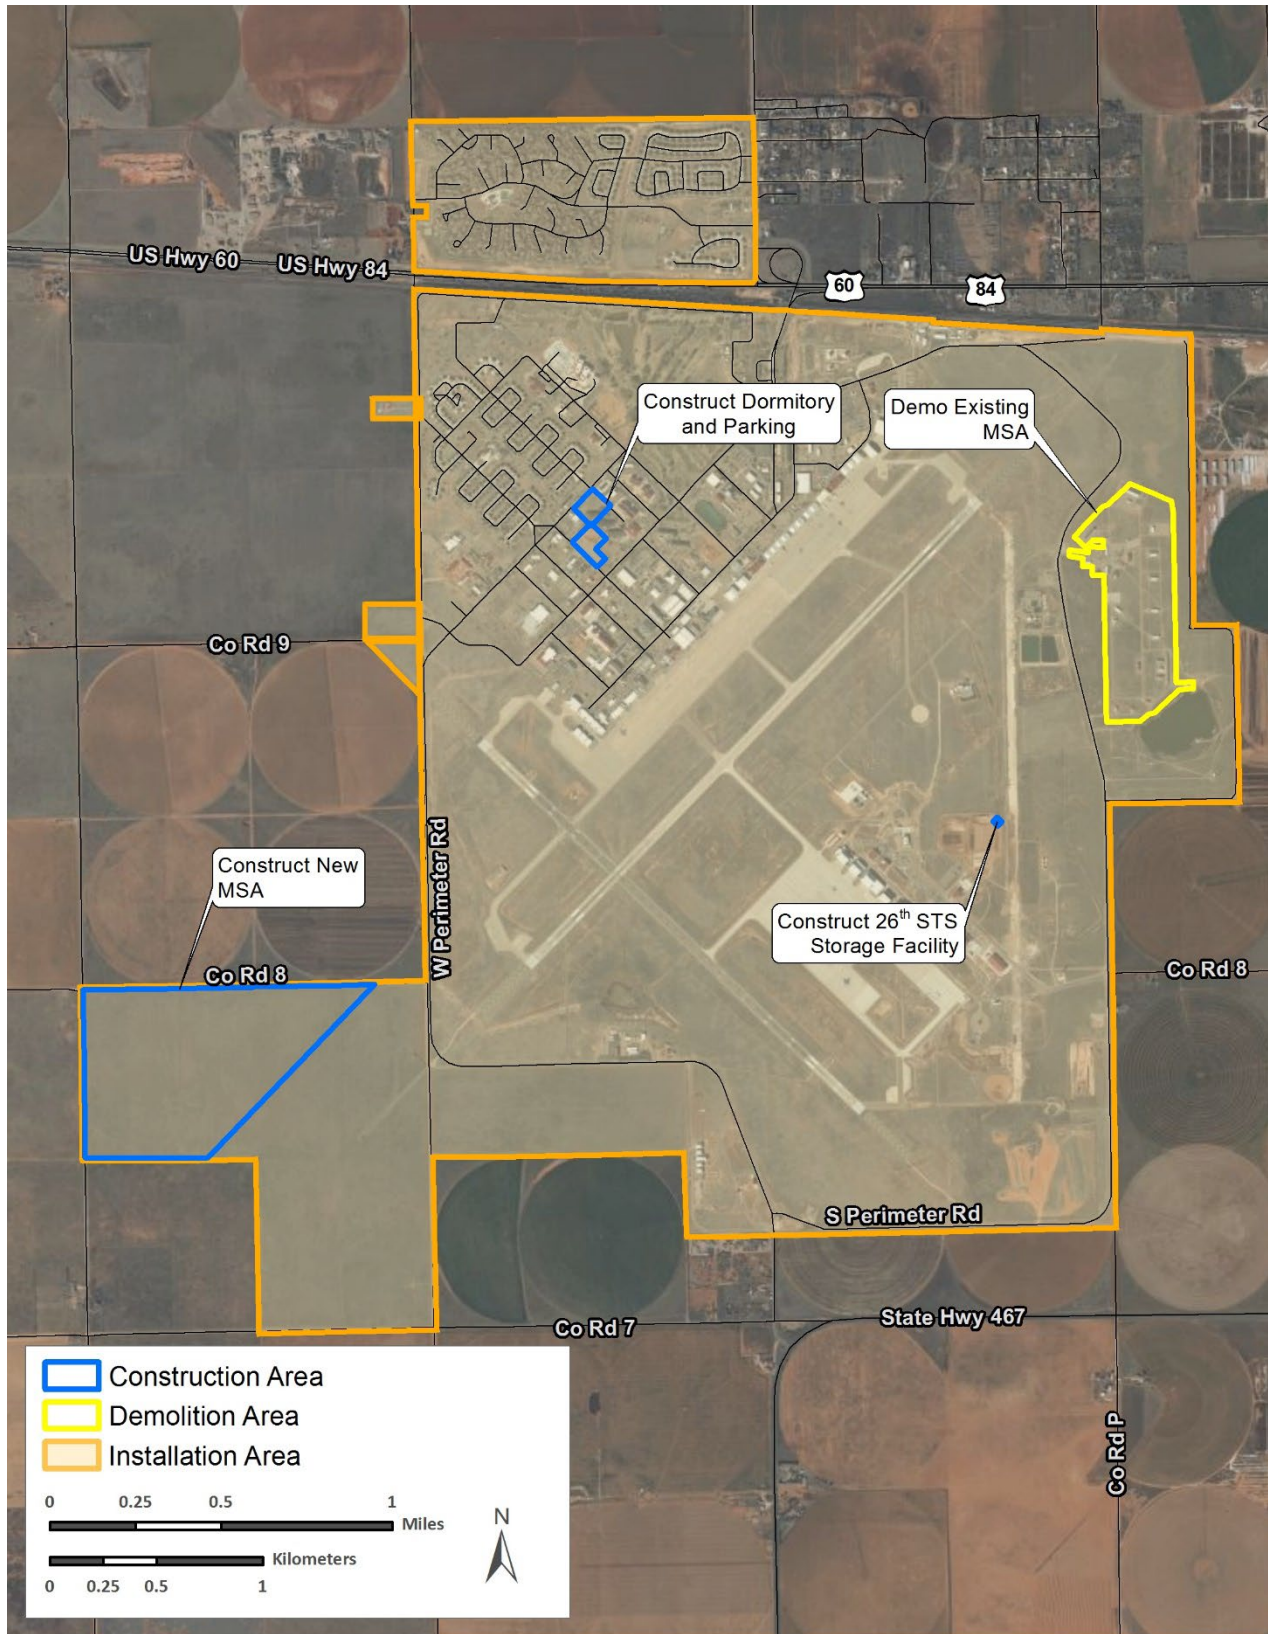 US Hwy 60
US Hwy 84
60
84
Construct Dormitory
and Parking
Demo Existing
MSA
Co Rd 9
Construct New
MSA
W Perimeter Rd
Construct 26th STS
Storage Facility
Co Rd 8
Co Rd 8
S Perimeter Rd
Co Rd 7
State Hwy 467
Co Rd P
Construction Area
Demolition Area
Installation Area
0 0.25 0.5 1
Miles
Kilometers
0 0.25 0.5 1
N